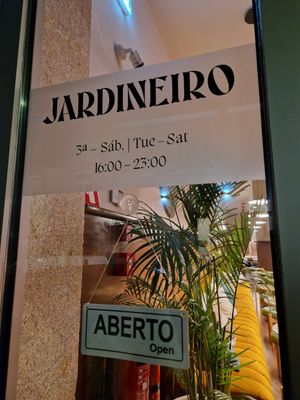 JARDINEIRO
3ª - Sáb. | Tue - Sat
16:00 - 23:00
ABERTO
Open